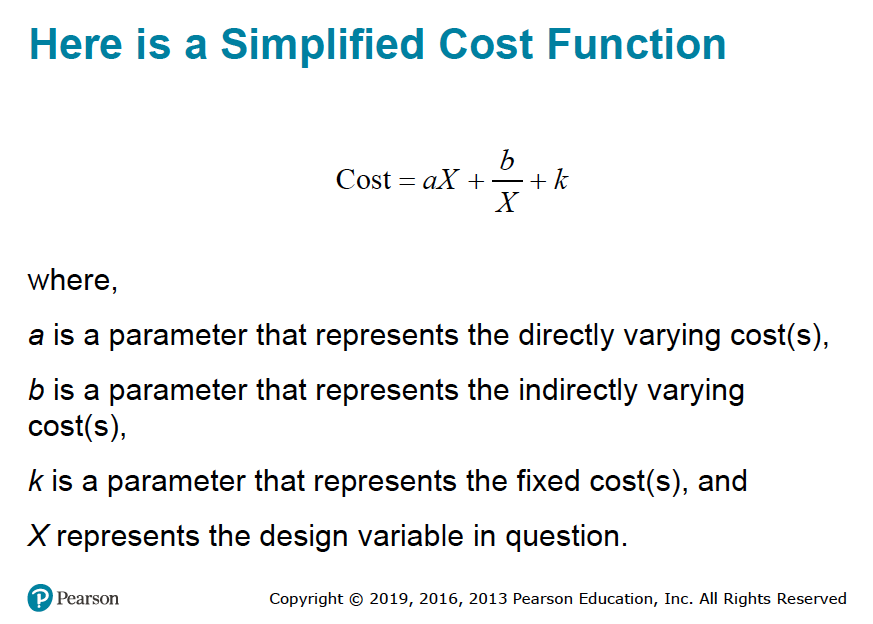 Here is a Simplified Cost Function
Cost = aX + b/X + k
where,
a is a parameter that represents the directly varying cost(s),
b is a parameter that represents the indirectly varying
cost(s),
k is a parameter that represents the fixed cost(s), and
X represents the design variable in question.
P Pearson
Copyright © 2019, 2016, 2013 Pearson Education, Inc. All Rights Reserved